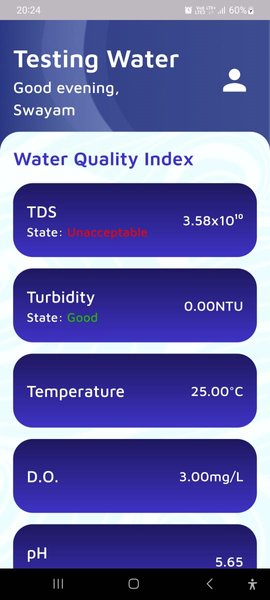 20:24
60%
Testing Water
Good evening,
Swayam
Water Quality Index
TDS
State: Unacceptable
3.58x10¹⁰
Turbidity
State: Good
0.00NTU
Temperature
25.00°C
D.O.
3.00mg/L
pH
5.65